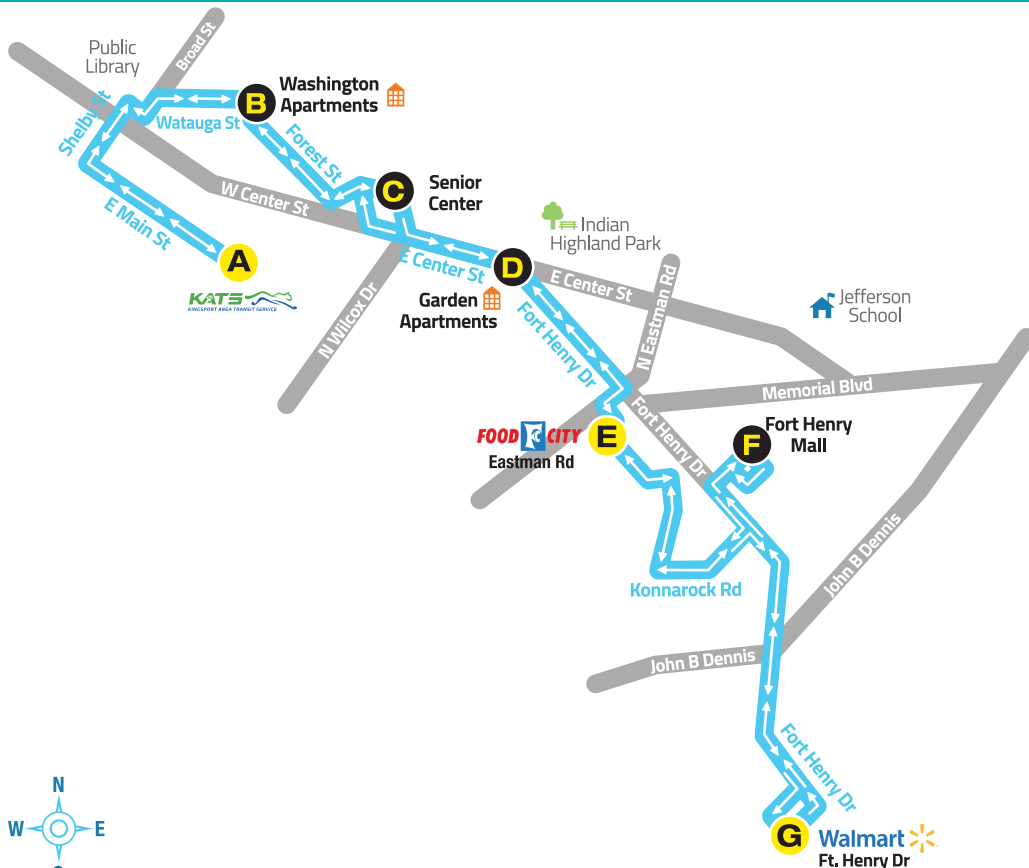 Public
Library
Broad St
Washington
Apartments
B
Shelby St
Watauga St
Forest St
C
Senior
Center
W Center St
E Main St
A
KATS
KINGSPORT AREA TRANSIT SERVICE
E Center St
D
Indian
Highland Park
E Center St
N Eastman Rd
Jefferson
School
Garden
Apartments
N Wilcox Dr
Fort Henry Dr
Memorial Blvd
Fort Henry Dr
FOOD FC CITY
Eastman Rd
E
F
Fort Henry
Mall
John B Dennis
Konnarock Rd
John B Dennis
Fort Henry Dr
G
Walmart
Ft. Henry Dr
N
W
E